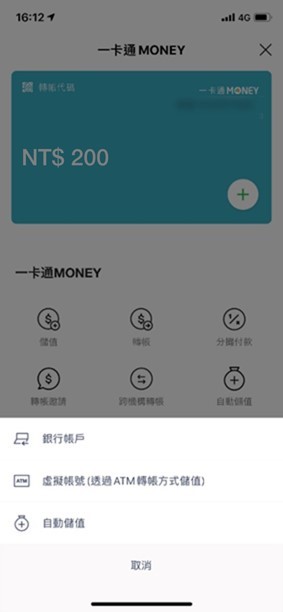 16:12
4G
一卡通 MONEY
轉帳代碼
一卡通 MONEY
NT$ 200
一卡通MONEY
儲值
轉帳
分攤付款
轉帳邀請
跨機構轉帳
自動儲值
銀行帳戶
ATM
虛擬帳號 (透過 ATM 轉帳方式儲值)
自動儲值
取消